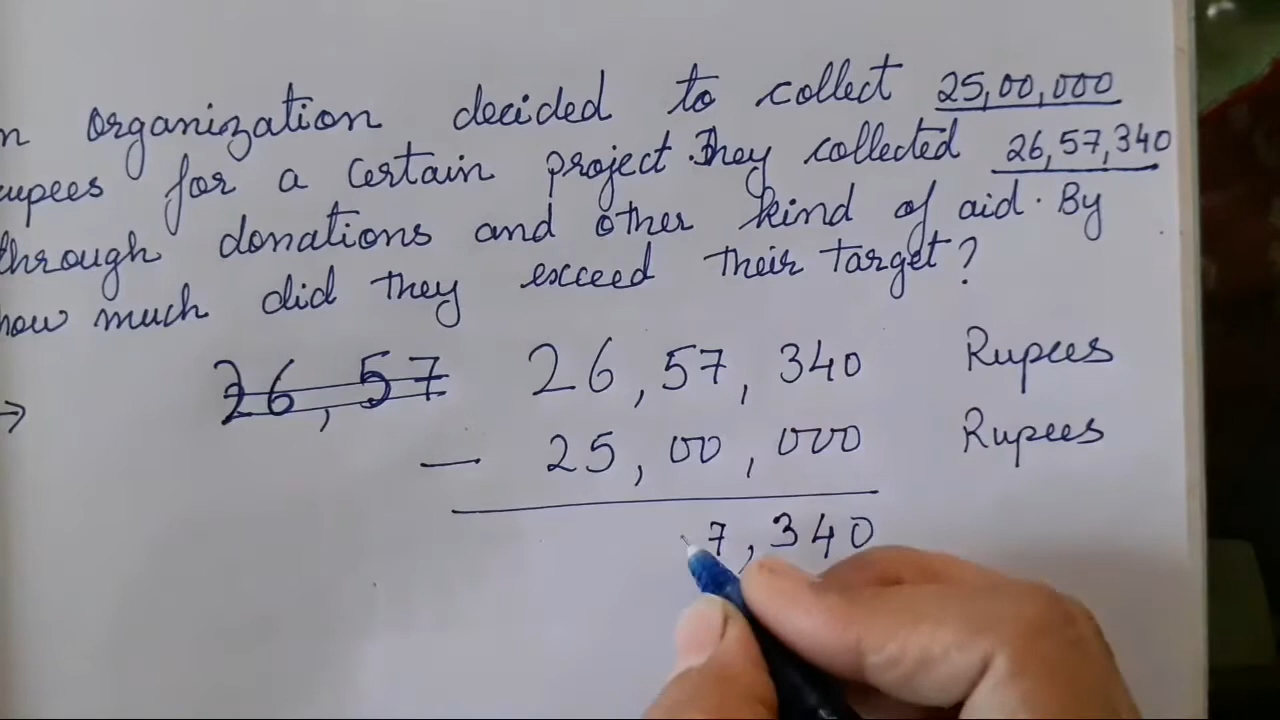 n organization decided to collect 25,00,000
upees for a certain project. They collected 26,57,340
through donations and other kind of aid. By
how much did they exceed their target?
→ 26,57 26,57,340 Rupees
— 25,00,000 Rupees
7,340